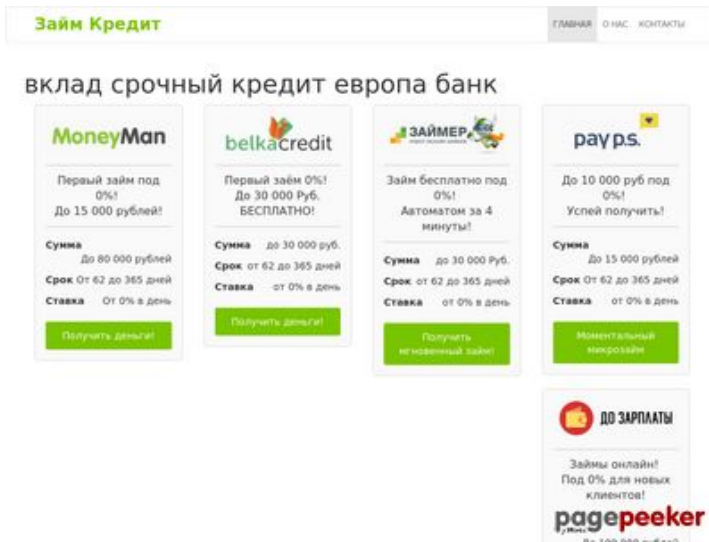 Займ Кредит
ГЛАВНАЯ О НАС КОНТАКТЫ
вклад срочный кредит европа банк
MoneyMan
Первый займ под
0%!
До 15 000 рублей!
Сумма
До 80 000 рублей
Срок От 62 до 365 дней
Ставка От 0% в день
Получить деньги!
belkacredit
Первый заём 0%!
До 30 000 Руб.
БЕСПЛАТНО!
Сумма до 30 000 руб.
Срок от 62 до 365 дней
Ставка от 0% в день
Получить деньги!
ЗАЙМЕР
Займ бесплатно под
0%!
Автоматом за 4
минуты!
Сумма до 30 000 Руб.
Срок от 62 до 365 дней
Ставка от 0% в день
Получить
мгновенный займ!
pay p.s.
До 10 000 руб под
0%!
Успей получить!
Сумма
До 15 000 рублей
Срок От 62 до 365 дней
Ставка От 0% в день
Моментальный
микрозайм
ДО ЗАРПЛАТЫ
Займы онлайн!
Под 0% для новых
клиентов!
pagepeeker
До 100 000 рублей